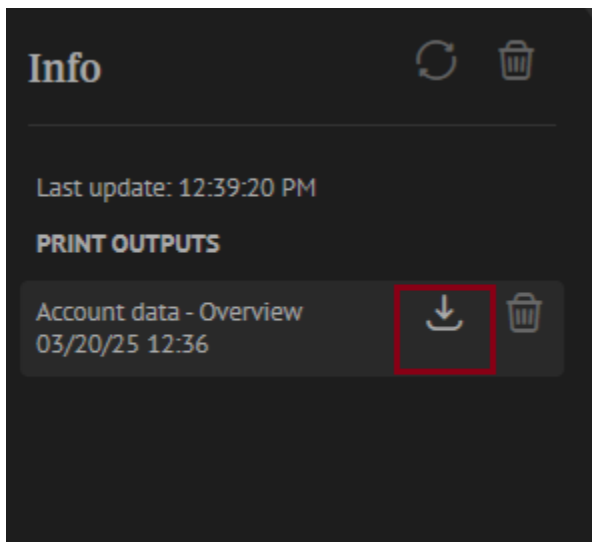 Info
Last update: 12:39:20 PM
PRINT OUTPUTS
Account data - Overview
03/20/25 12:36